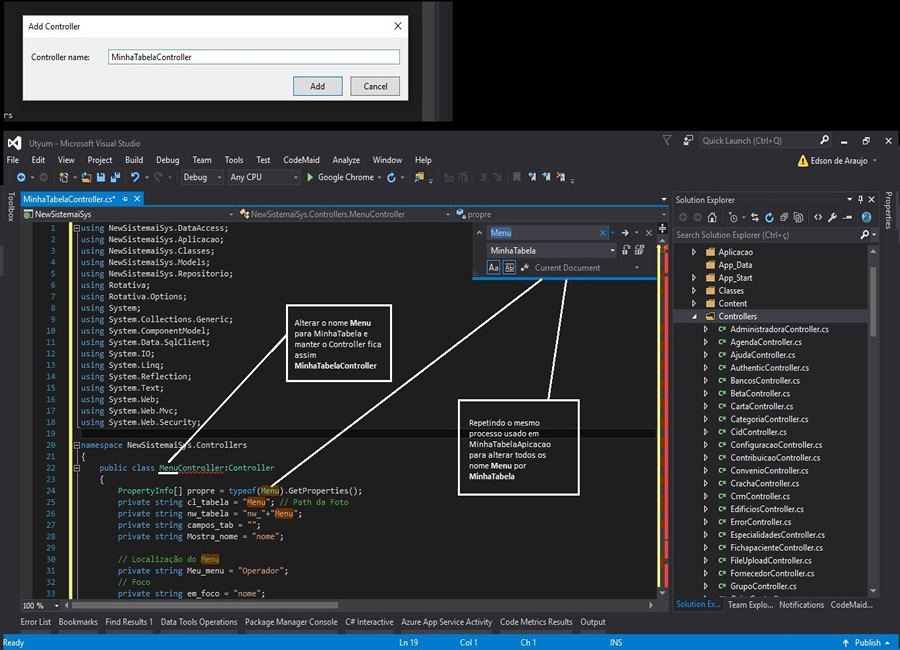 Add Controller
Controller name: MinhaTabelaController
Add Cancel
rs
Utyum - Microsoft Visual Studio
Quick Launch (Ctrl+Q)
File Edit View Project Build Debug Team Tools Test CodeMaid Analyze Window Help
Edson de Araujo
Debug Any CPU Google Chrome
Toolbox
MinhaTabelaController.cs*
NewSistemaiSys NewSistemaiSys.Controllers.MenuController propre
1 using NewSistemaiSys.DataAccess;
2 using NewSistemaiSys.Aplicacao;
3 using NewSistemaiSys.Classes;
4 using NewSistemaiSys.Models;
5 using NewSistemaiSys.Repositorio;
6 using Rotativa;
7 using Rotativa.Options;
8 using System;
9 using System.Collections.Generic;
10 using System.ComponentModel;
11 using System.Data.SqlClient;
12 using System.IO;
13 using System.Linq;
14 using System.Reflection;
15 using System.Text;
16 using System.Web;
17 using System.Web.Mvc;
18 using System.Web.Security;
19
20 namespace NewSistemaiSys.Controllers
21 {
22 public class MenuController:Controller
23 {
24 PropertyInfo[] propre = typeof(Menu).GetProperties();
25 private string cl_tabela = "Menu"; // Path da Foto
26 private string nw_tabela = "nw_"+"Menu";
27 private string campos_tab = "";
28 private string Mostra_nome = "nome";
29
30 // Localização do Menu
31 private string Meu_menu = "Operador";
32 // Foco
33 private string em_foco = "nome";
Menu
MinhaTabela
Aa Ab Current Document
Alterar o nome Menu
para MinhaTabela e
manter o Controller fica
assim
MinhaTabelaController
Repetindo o mesmo
processo usado em
MinhaTabelaApicacao
para alterar todos os
nome Menu por
MinhaTabela
Solution Explorer
Search Solution Explorer (Ctrl+ç)
Aplicacao
App_Data
App_Start
Classes
Content
Controllers
C# AdministradoraController.cs
C# AgendaController.cs
C# AjudaController.cs
C# AuthenticController.cs
C# BancosController.cs
C# BetaController.cs
C# CartaController.cs
C# CategoriaController.cs
C# CidController.cs
C# ConfiguracaoController.cs
C# ContribuicaoController.cs
C# ConvenioController.cs
C# CrachaController.cs
C# CrmController.cs
C# EdificiosController.cs
C# ErrorController.cs
C# EspecialidadesController.cs
C# FichapacienteController.cs
C# FileUploadController.cs
C# FornecedorController.cs
C# GrupoController.cs
Properties
100 %
Solution Ex... Team Explo... Notifications CodeMaid...
Error List Bookmarks Find Results 1 Data Tools Operations Package Manager Console C# Interactive Azure App Service Activity Code Metrics Results Output
Ready Ln 19 Col 1 Ch 1 INS Publish